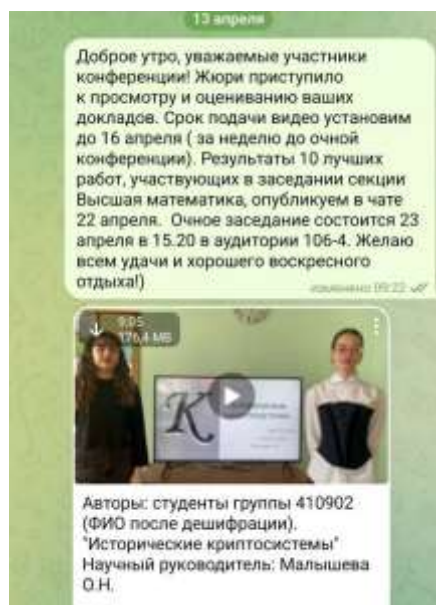 13 апреля
Доброе утро, уважаемые участники
конференции! Жюри приступило
к просмотру и оцениванию ваших
докладов. Срок подачи видео установим
до 16 апреля ( за неделю до очной
конференции). Результаты 10 лучших
работ, участвующих в заседании секции
Высшая математика, опубликуем в чате
22 апреля. Очное заседание состоится 23
апреля в 15.20 в аудитории 106-4. Желаю
всем удачи и хорошего воскресного
отдыха!)
изменено 09:22
9:05
176,4 MB
К
Авторы: студенты группы 410902
(ФИО после дешифрации).
"Исторические криптосистемы"
Научный руководитель: Малышева
О.Н.